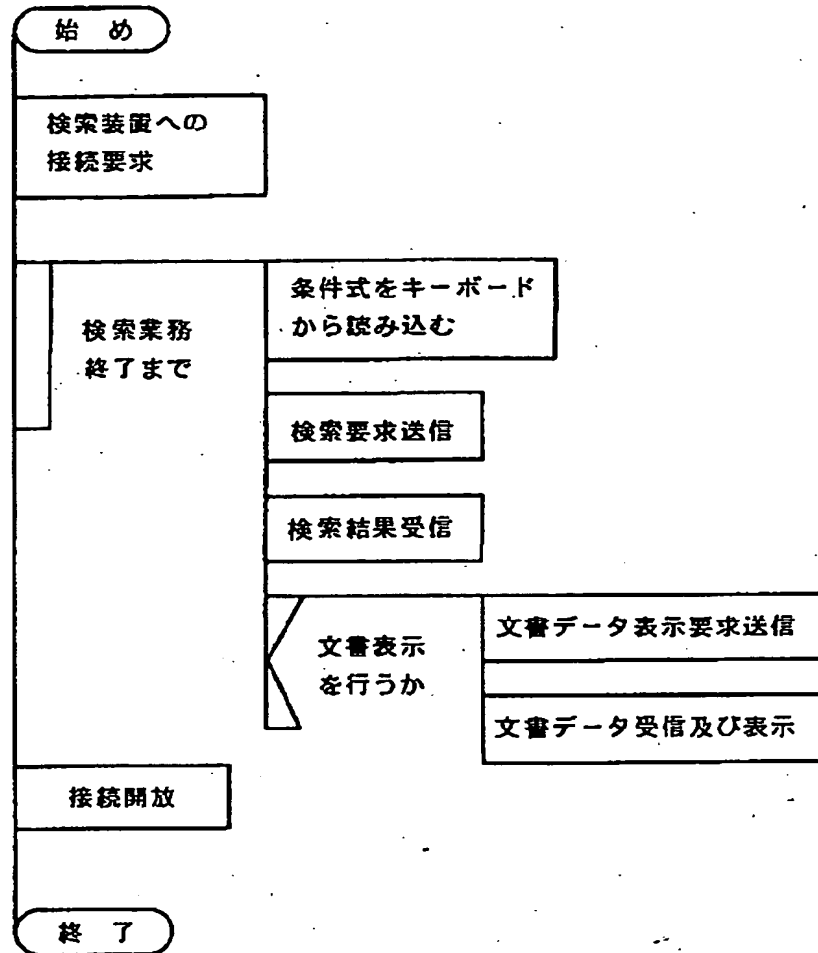 始 め
検索装置への
接続要求
検索業務
終了まで
条件式をキーボード
から読み込む
検索要求送信
検索結果受信
文書表示
を行うか
文書データ表示要求送信
文書データ受信及び表示
接続開放
終 了